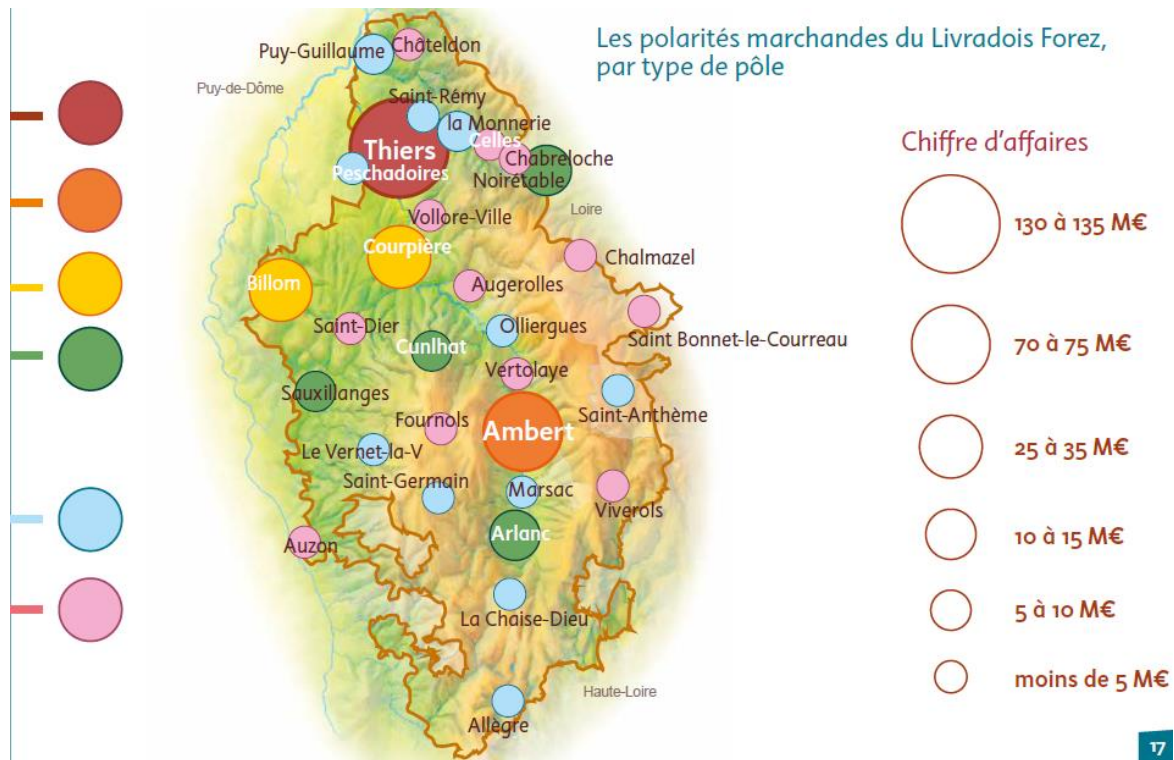 Les polarités marchandes du Livradois Forez,
par type de pôle
Puy-Guillaume
Châteldon
Puy-de-Dôme
Saint-Rémy
la Monnerie
Celles
Thiers
Chabreloche
Peschadoires
Noirétable
Loire
Vollore-Ville
Courpière
Chalmazel
Billom
Augerolles
Saint-Dier
Olliergues
Saint Bonnet-le-Courreau
Cunlhat
Vertolaye
Sauxillanges
Saint-Anthème
Fournols
Ambert
Le Vernet-la-V
Saint-Germain
Marsac
Viverols
Arlanc
Auzon
La Chaise-Dieu
Haute-Loire
Allègre
Chiffre d'affaires
130 à 135 M€
70 à 75 M€
25 à 35 M€
10 à 15 M€
5 à 10 M€
moins de 5 M€
17